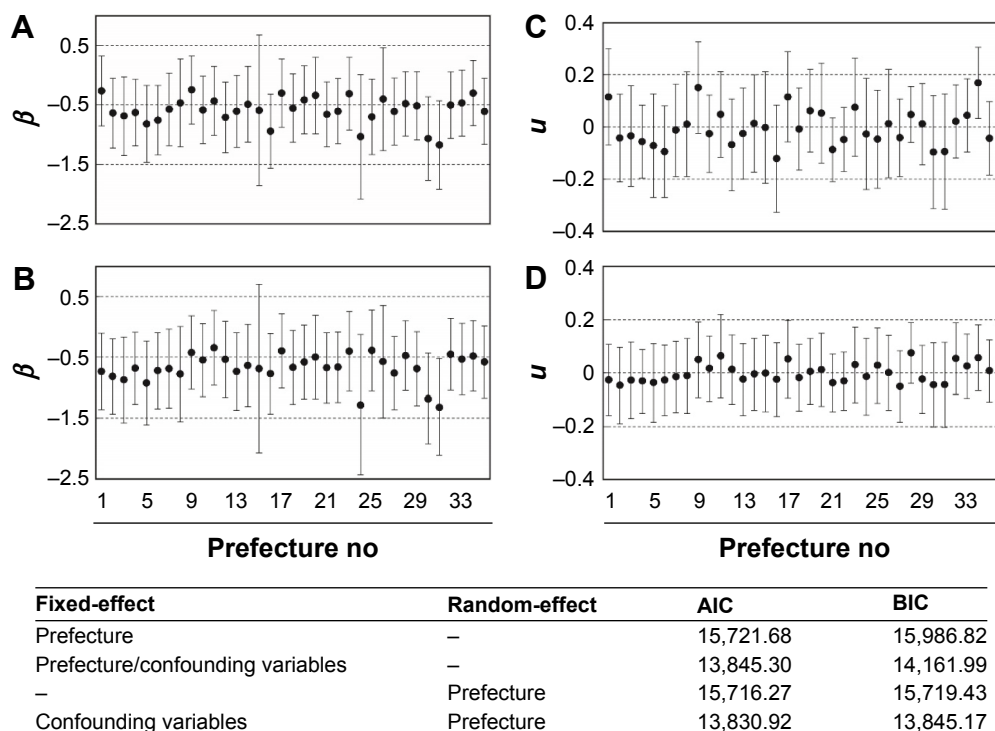 A
0.5
–0.5
–1.5
–2.5
β
B
0.5
–0.5
–1.5
–2.5
β
1 5 9 13 17 21 25 29 33
Prefecture no
C
0.4
0.2
0
–0.2
–0.4
u
D
0.4
0.2
0
–0.2
–0.4
u
1 5 9 13 17 21 25 29 33
Prefecture no
Fixed-effect Random-effect AIC BIC
Prefecture – 15,721.68 15,986.82
Prefecture/confounding variables – 13,845.30 14,161.99
– Prefecture 15,716.27 15,719.43
Confounding variables Prefecture 13,830.92 13,845.17